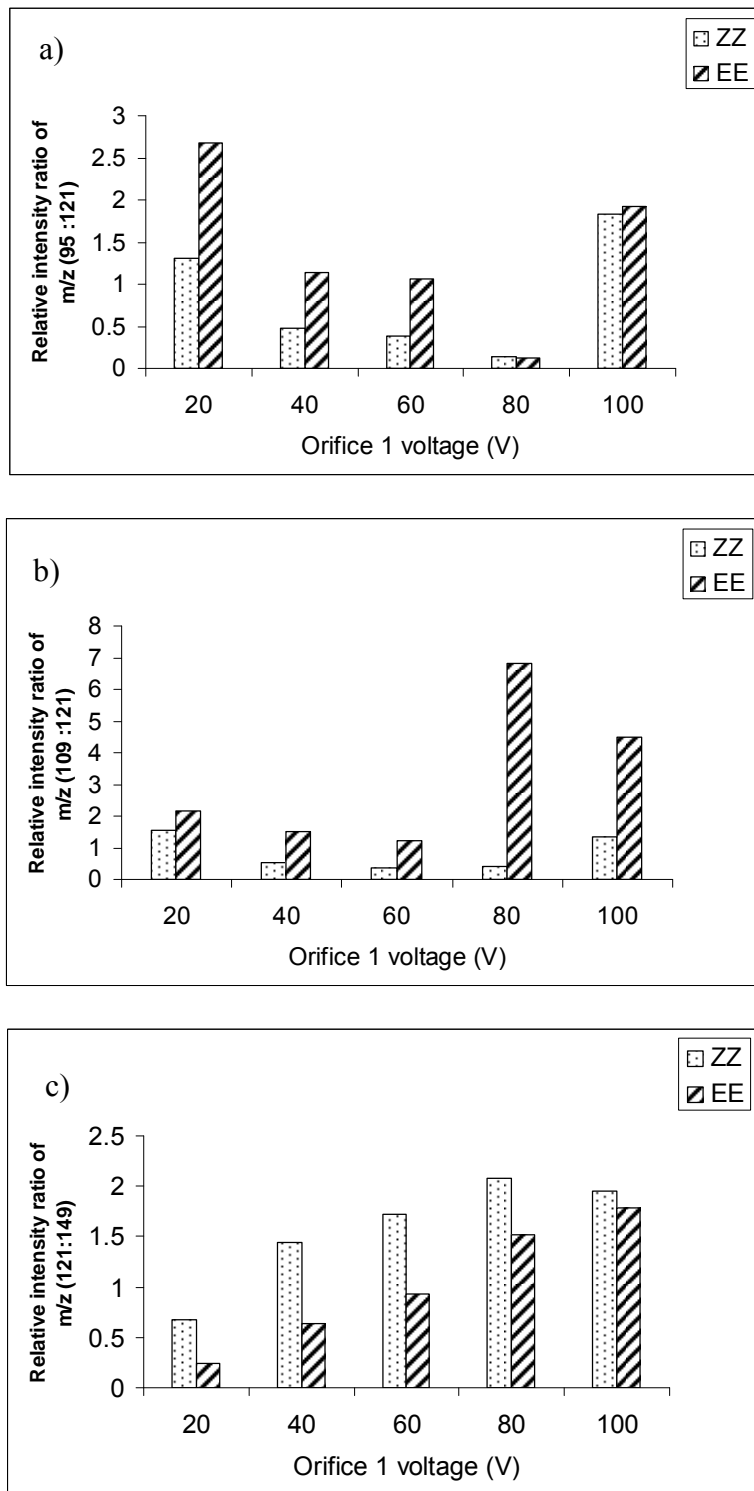 a)
ZZ
EE
Relative intensity ratio of
m/z (95 :121)
3
2.5
2
1.5
1
0.5
0
20 40 60 80 100
Orifice 1 voltage (V)
b)
ZZ
EE
Relative intensity ratio of
m/z (109 :121)
8
7
6
5
4
3
2
1
0
20 40 60 80 100
Orifice 1 voltage (V)
c)
ZZ
EE
Relative intensity ratio of
m/z (121:149)
2.5
2
1.5
1
0.5
0
20 40 60 80 100
Orifice 1 voltage (V)